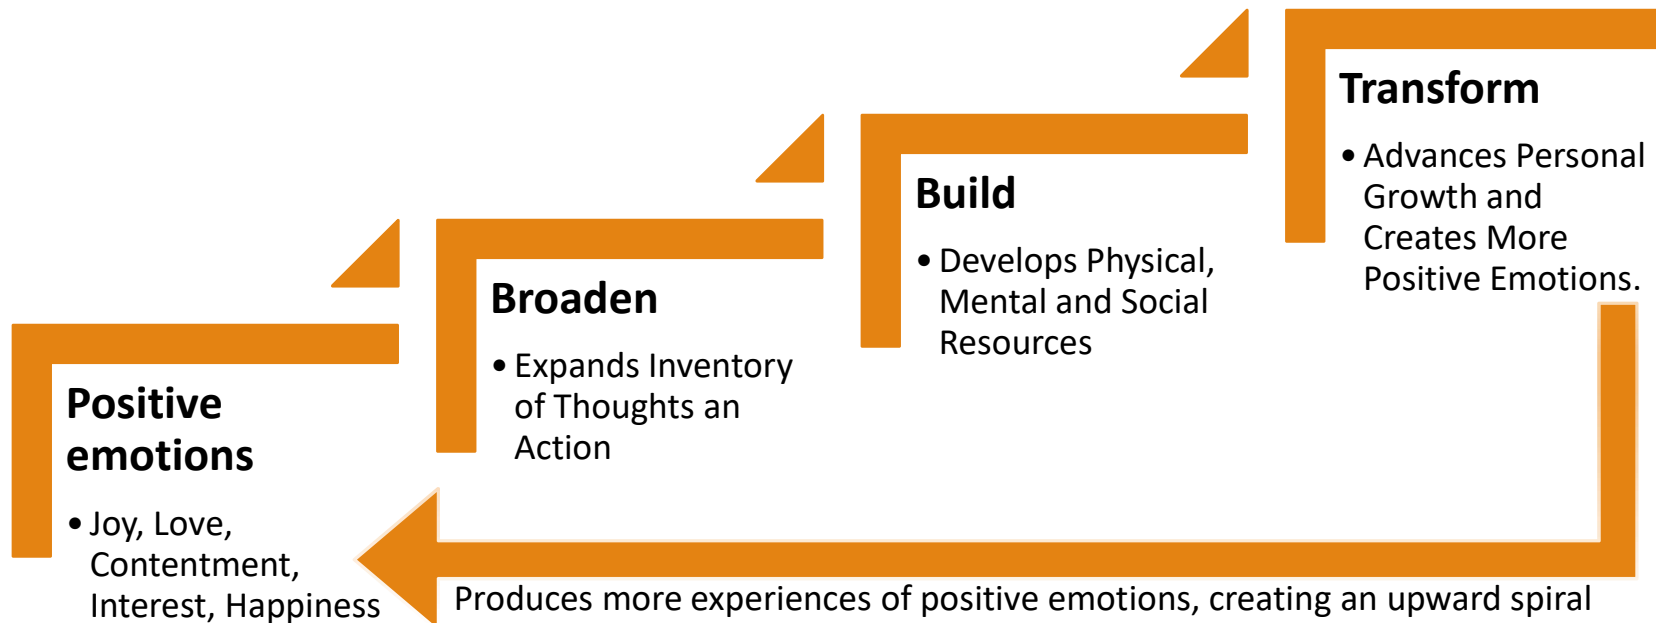 Positive
emotions
• Joy, Love,
Contentment,
Interest, Happiness
Broaden
• Expands Inventory
of Thoughts an
Action
Build
• Develops Physical,
Mental and Social
Resources
Transform
• Advances Personal
Growth and
Creates More
Positive Emotions.
Produces more experiences of positive emotions, creating an upward spiral